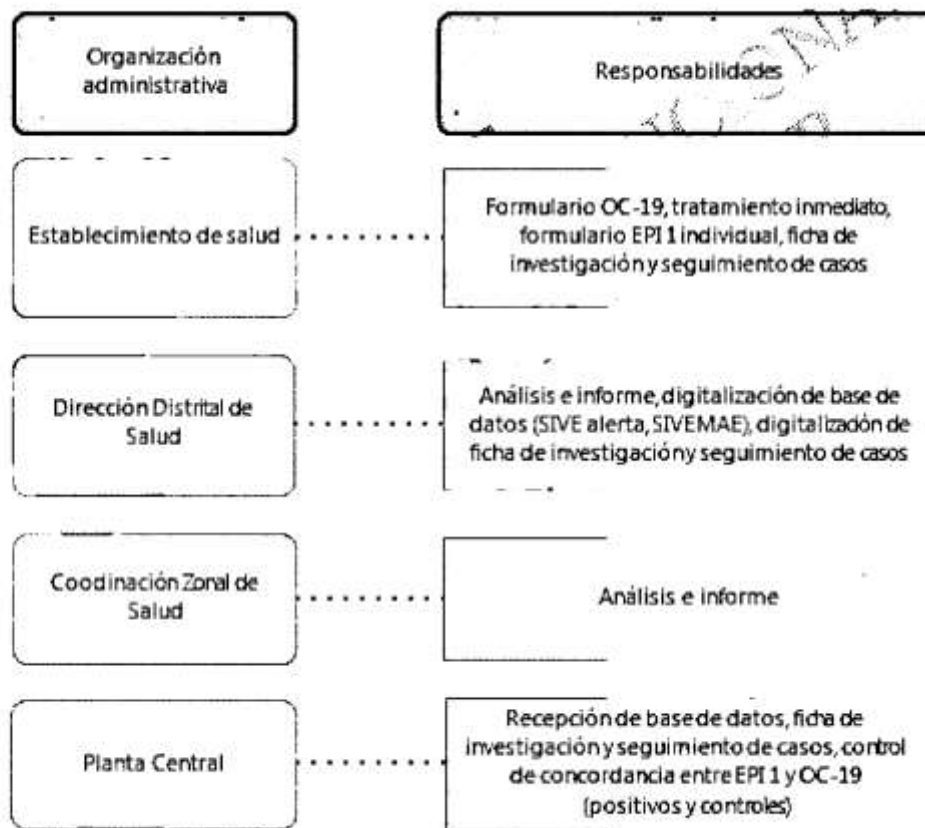 Organización
administrativa
Responsabilidades
Establecimiento de salud
Formulario OC-19, tratamiento inmediato,
formulario EPI 1 individual, ficha de
investigación y seguimiento de casos
Dirección Distrital de
Salud
Análisis e informe, digitalización de base de
datos (SIVE alerta, SIVEMAE), digitalización de
ficha de investigación y seguimiento de casos
Coodinación Zonal de
Salud
Análisis e informe
Planta Central
Recepción de base de datos, ficha de
investigación y seguimiento de casos, control
de concordancia entre EPI 1 y OC-19
(positivos y controles)